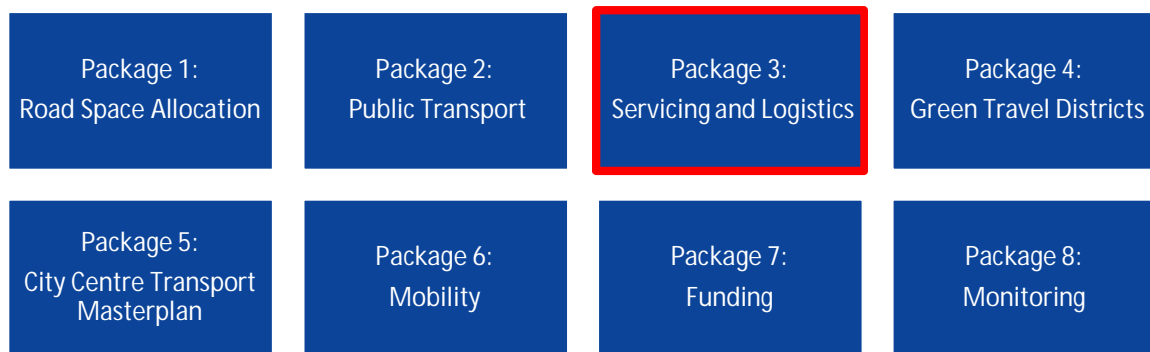 Package 1:
Road Space Allocation
Package 2:
Public Transport
Package 3:
Servicing and Logistics
Package 4:
Green Travel Districts
Package 5:
City Centre Transport
Masterplan
Package 6:
Mobility
Package 7:
Funding
Package 8:
Monitoring